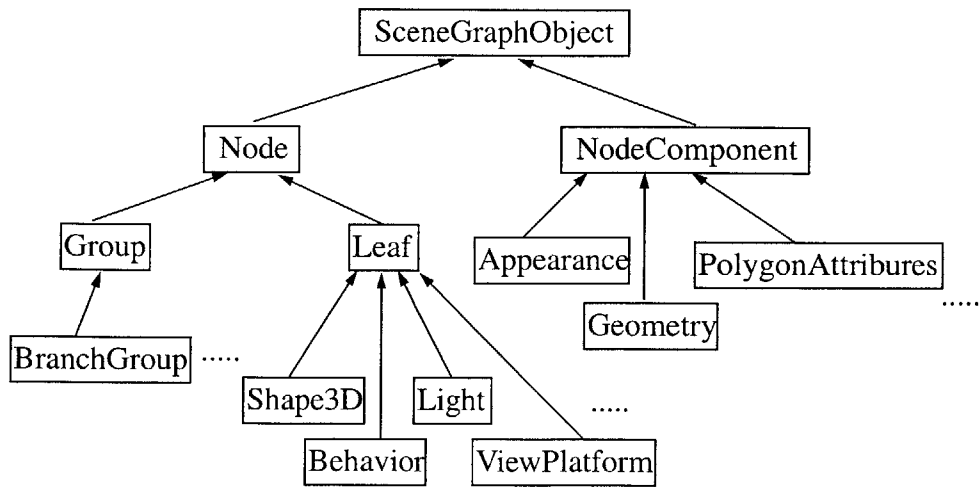 SceneGraphObject
Node
NodeComponent
Group
Leaf
Appearance
PolygonAttribures
.....
Geometry
BranchGroup
.....
Shape3D
Light
.....
Behavior
ViewPlatform